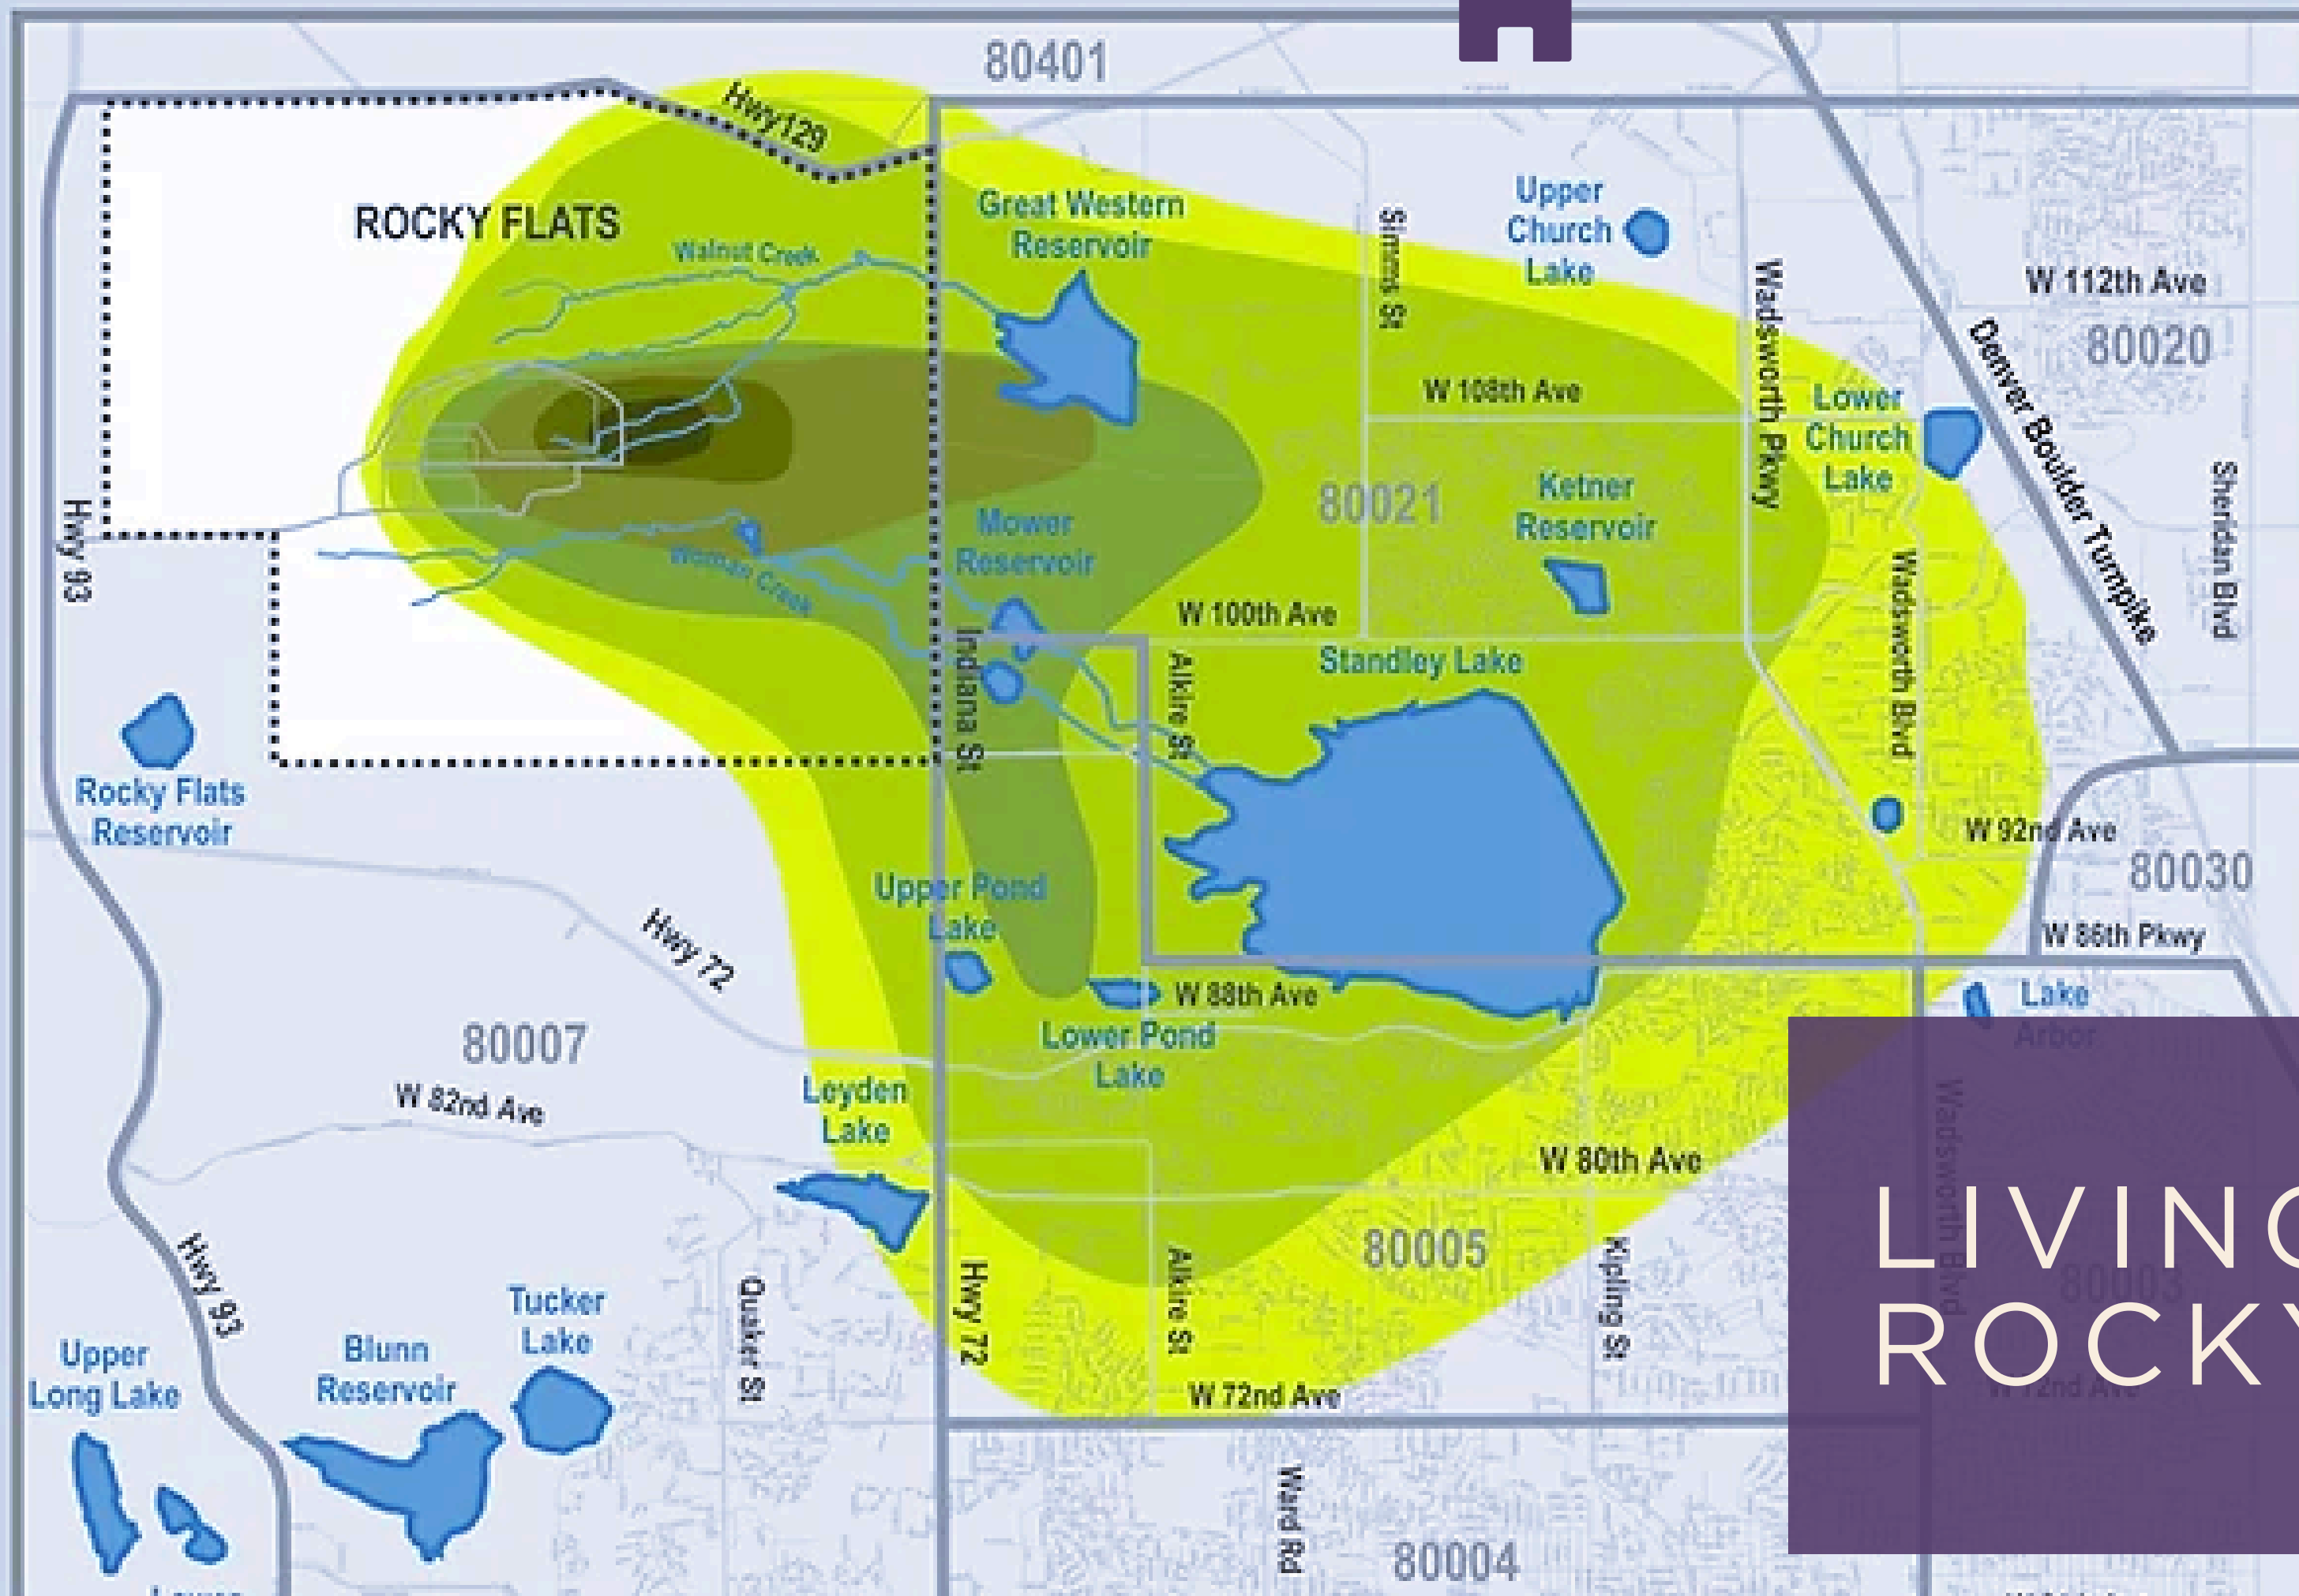 80401
Hwy129
ROCKY FLATS
Great Western
Reservoir
Walnut Creek
Simms St
Upper
Church
Lake
W 112th Ave
80020
Wadsworth Pkwy
Denver Boulder Turnpike
W 108th Ave
Lower
Church
Lake
80021
Ketner
Reservoir
Sheridan Blvd
Hwy 93
Mower
Reservoir
Woman Creek
W 100th Ave
Wadsworth Blvd
Indiana St
Alkire St
Standley Lake
Rocky Flats
Reservoir
W 92nd Ave
80030
Upper Pond
Lake
Hwy 72
W 86th Pkwy
W 88th Ave
Lake
Arbor
80007
Lower Pond
Lake
W 82nd Ave
Leyden
Lake
W 80th Ave
Wadsworth Blvd
LIVING
ROCKY
80003
80005
Hwy 93
Quaker St
Hwy 72
Alkire St
Kipling St
Tucker
Lake
Upper
Long Lake
Blunn
Reservoir
W 72nd Ave
W 72nd Ave
Ward Rd
80004